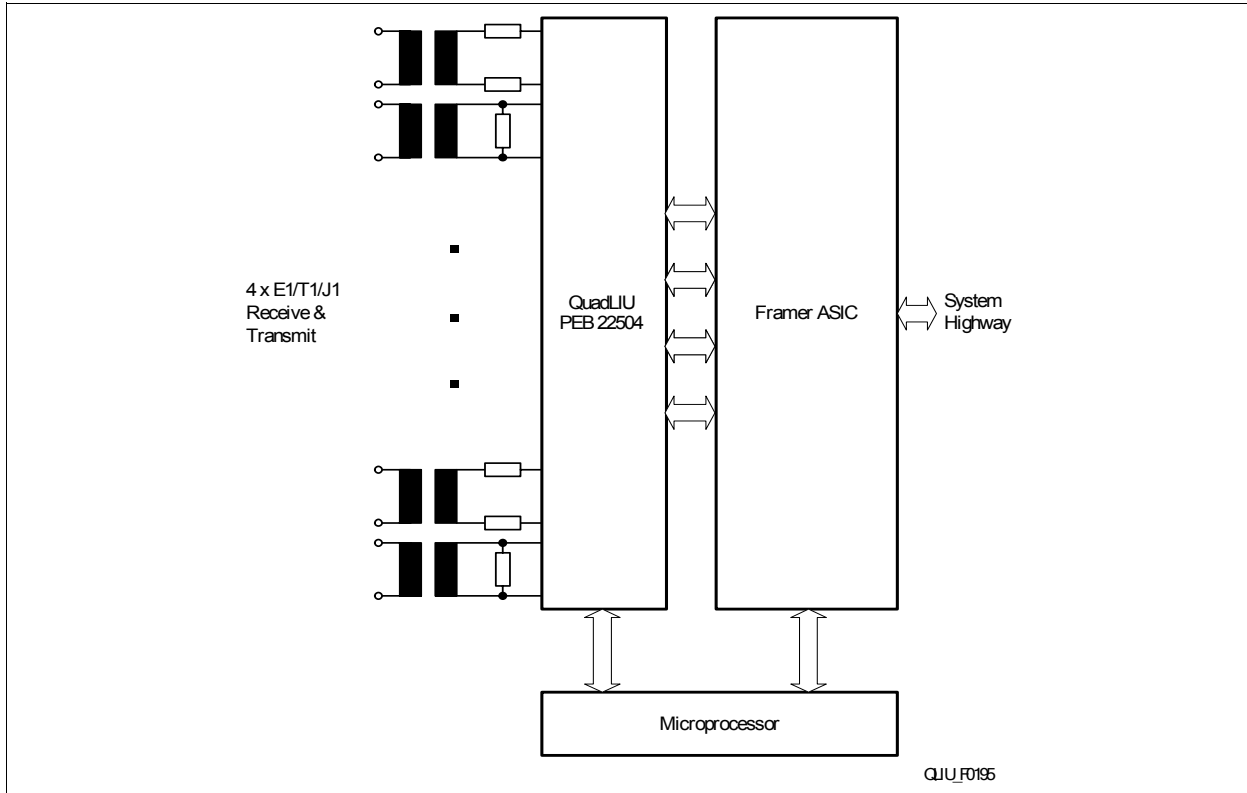 4 x E1/T1/J1
Receive &
Transmit
QuadLIU
PEB 22504
Framer ASIC
System
Highway
Microprocessor
QLIU_F0195